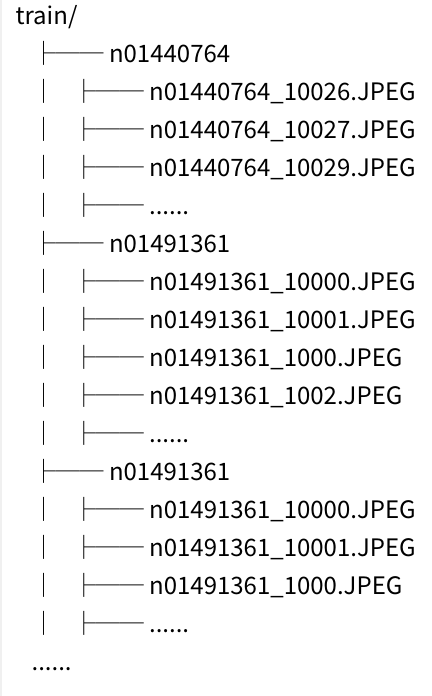 train/
├── n01440764
│ ├── n01440764_10026.JPEG
│ ├── n01440764_10027.JPEG
│ ├── n01440764_10029.JPEG
│ ├── ......
├── n01491361
│ ├── n01491361_10000.JPEG
│ ├── n01491361_10001.JPEG
│ ├── n01491361_1000.JPEG
│ ├── n01491361_1002.JPEG
│ ├── ......
├── n01491361
│ ├── n01491361_10000.JPEG
│ ├── n01491361_10001.JPEG
│ ├── n01491361_1000.JPEG
│ ├── ......
......